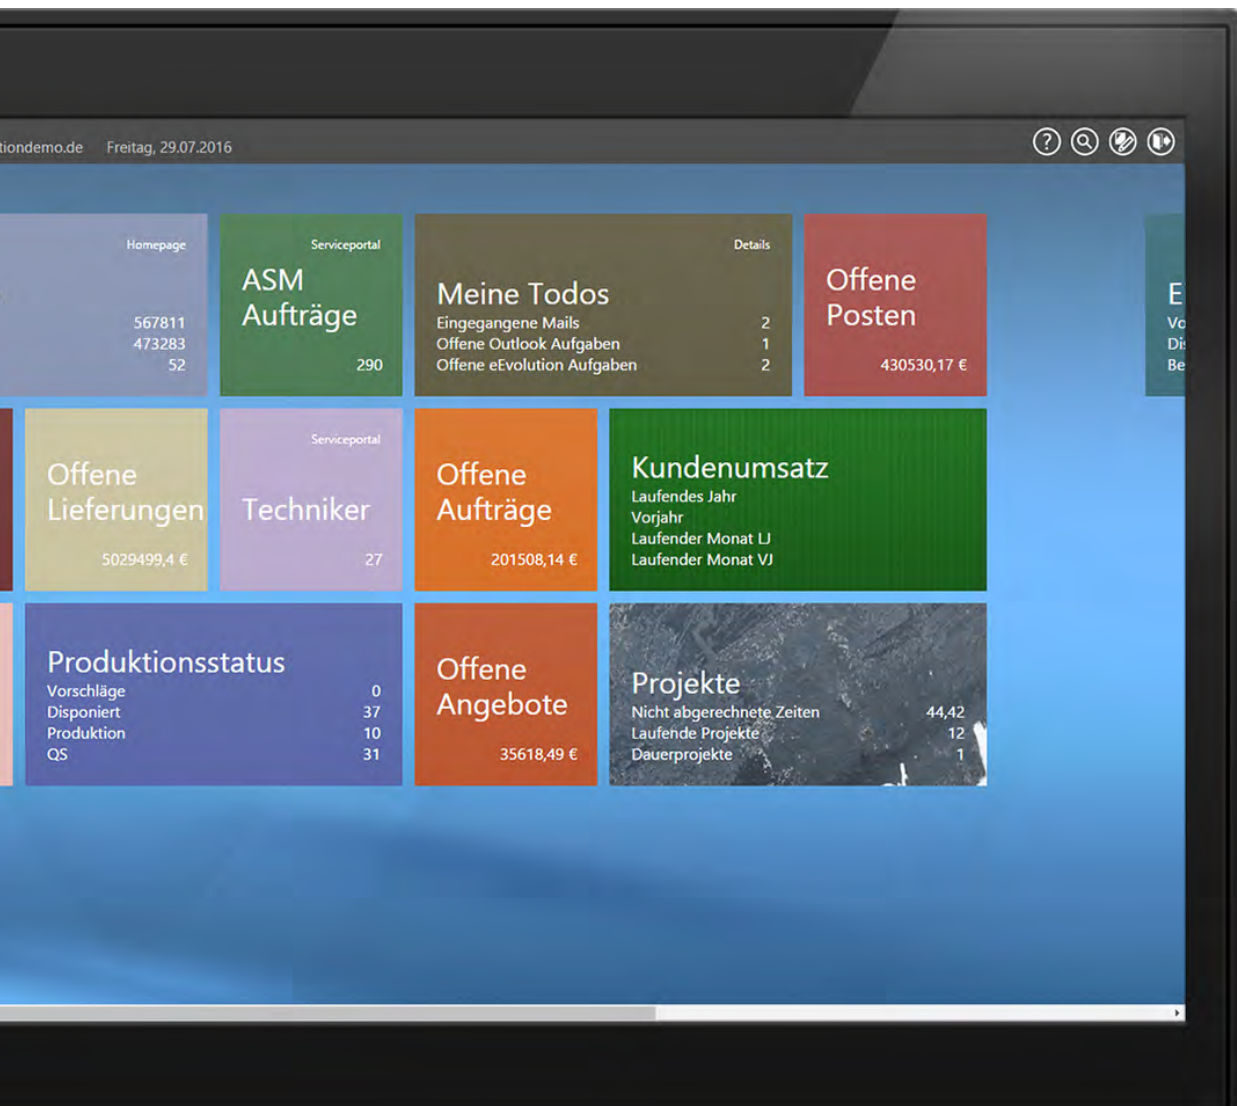 tiondemo.de Freitag, 29.07.2016
Homepage
567811
473283
52
Serviceportal
ASM
Aufträge
290
Details
Meine Todos
Eingegangene Mails 2
Offene Outlook Aufgaben 1
Offene eEvolution Aufgaben 2
Offene
Posten
430530,17 €
E
Vo
Dis
Be
Offene
Lieferungen
5029499,4 €
Serviceportal
Techniker
27
Offene
Aufträge
201508,14 €
Kundenumsatz
Laufendes Jahr
Vorjahr
Laufender Monat LJ
Laufender Monat VJ
Produktionsstatus
Vorschläge 0
Disponiert 37
Produktion 10
QS 31
Offene
Angebote
35618,49 €
Projekte
Nicht abgerechnete Zeiten 44,42
Laufende Projekte 12
Dauerprojekte 1